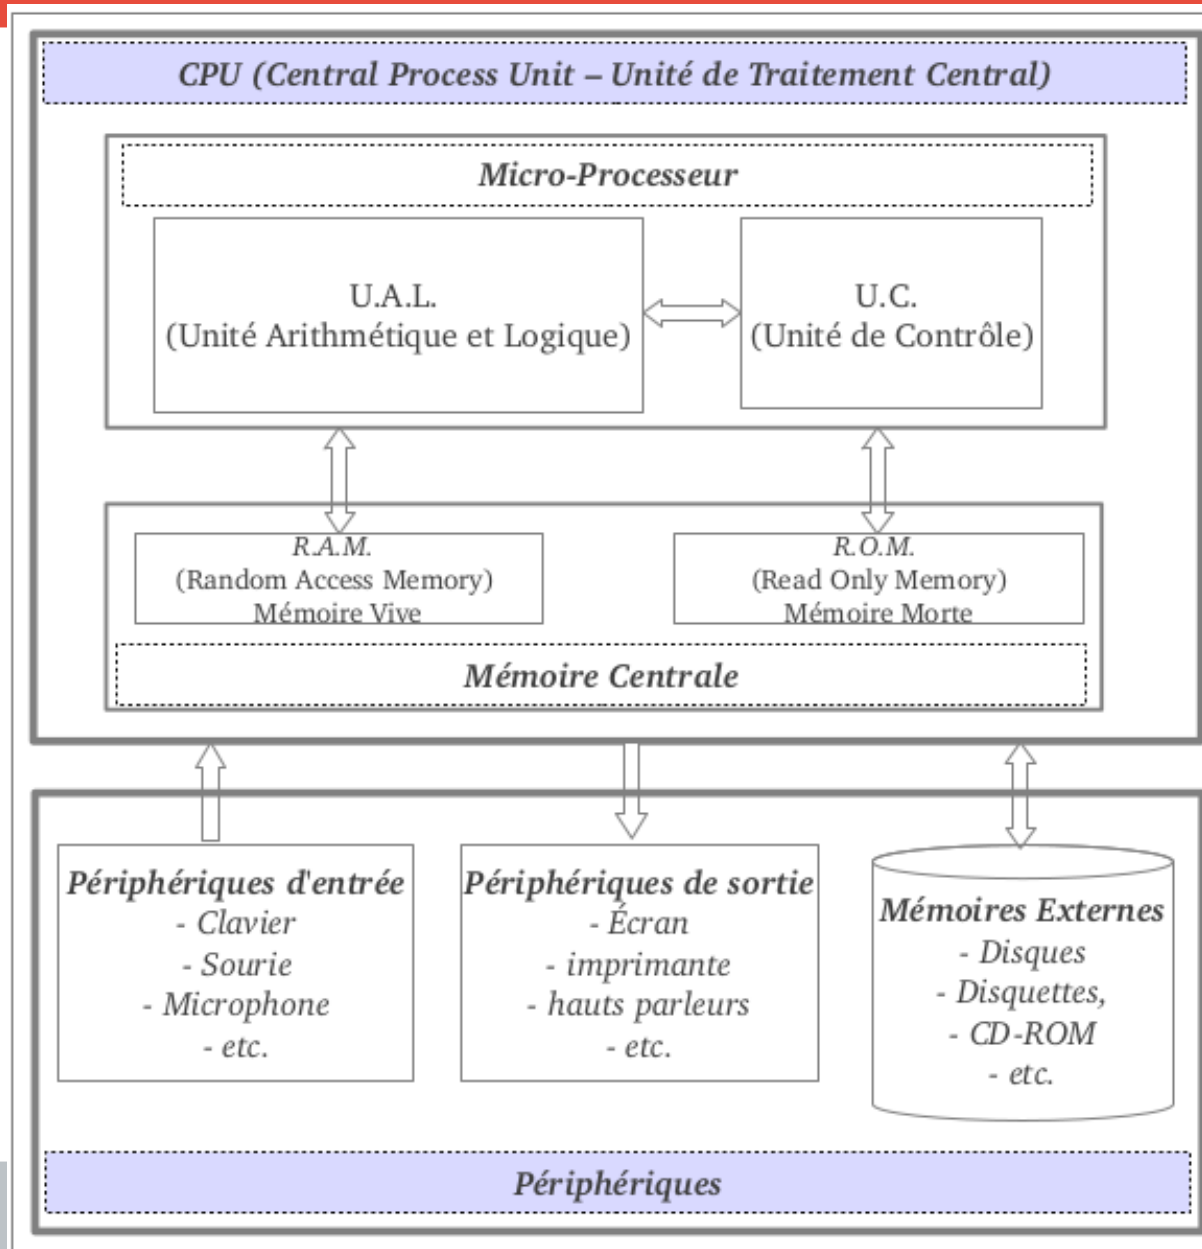 CPU (Central Process Unit – Unité de Traitement Central)
Micro-Processeur
U.A.L.
(Unité Arithmétique et Logique)
U.C.
(Unité de Contrôle)
R.A.M.
(Random Access Memory)
Mémoire Vive
R.O.M.
(Read Only Memory)
Mémoire Morte
Mémoire Centrale
Périphériques d'entrée
- Clavier
- Sourie
- Microphone
- etc.
Périphériques de sortie
- Écran
- imprimante
- hauts parleurs
- etc.
Mémoires Externes
- Disques
- Disquettes,
- CD-ROM
- etc.
Périphériques